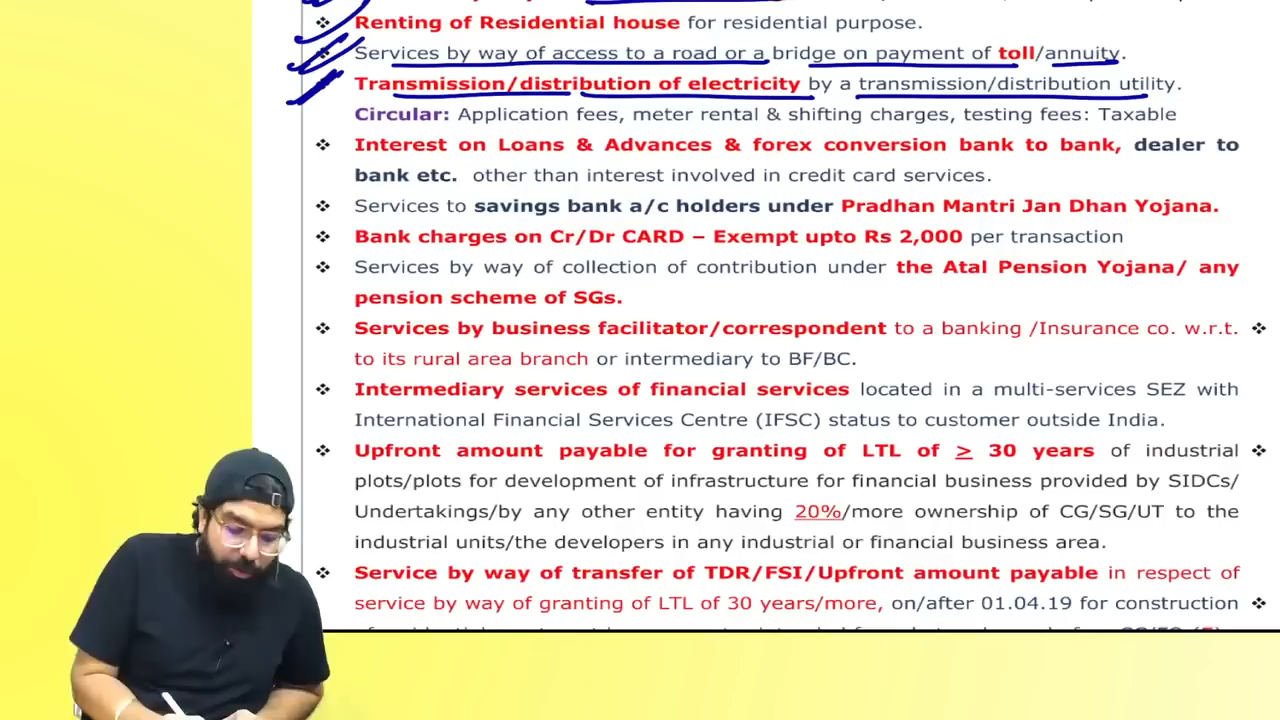 ❖ Renting of Residential house for residential purpose.
Services by way of access to a road or a bridge on payment of toll/annuity.
Transmission/distribution of electricity by a transmission/distribution utility.
Circular: Application fees, meter rental & shifting charges, testing fees: Taxable
❖ Interest on Loans & Advances & forex conversion bank to bank, dealer to
bank etc. other than interest involved in credit card services.
❖ Services to savings bank a/c holders under Pradhan Mantri Jan Dhan Yojana.
❖ Bank charges on Cr/Dr CARD – Exempt upto Rs 2,000 per transaction
❖ Services by way of collection of contribution under the Atal Pension Yojana/ any
pension scheme of SGs.
❖ Services by business facilitator/correspondent to a banking /Insurance co. w.r.t. ❖
to its rural area branch or intermediary to BF/BC.
❖ Intermediary services of financial services located in a multi-services SEZ with
International Financial Services Centre (IFSC) status to customer outside India.
❖ Upfront amount payable for granting of LTL of ≥ 30 years of industrial ❖
plots/plots for development of infrastructure for financial business provided by SIDCs/
Undertakings/by any other entity having 20%/more ownership of CG/SG/UT to the
industrial units/the developers in any industrial or financial business area.
❖ Service by way of transfer of TDR/FSI/Upfront amount payable in respect of
service by way of granting of LTL of 30 years/more, on/after 01.04.19 for construction ❖